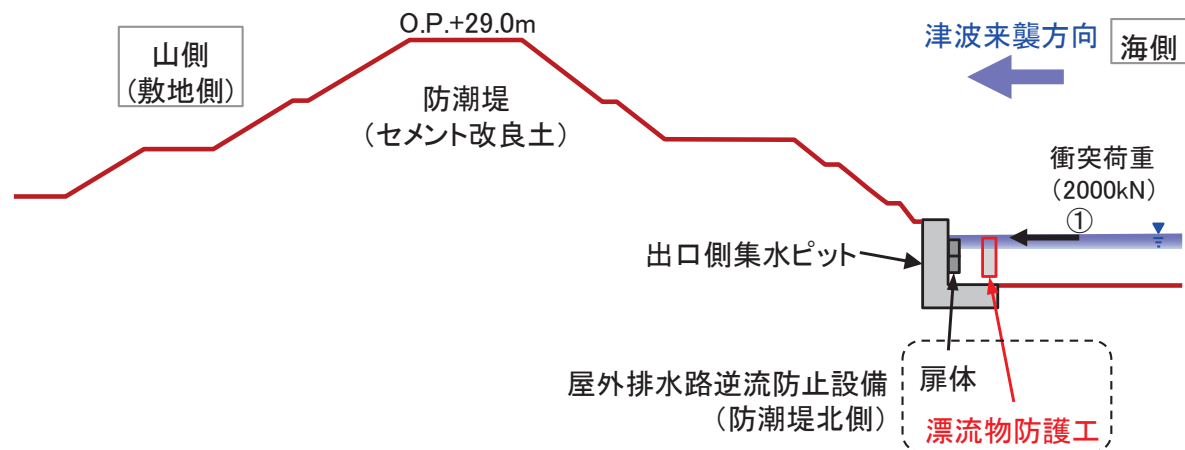 O.P.+29.0m
津波来襲方向
海側
山側
(敷地側)
防潮堤
（セメント改良土）
衝突荷重
（2000kN）
①
出口側集水ピット
屋外排水路逆流防止設備
（防潮堤北側）
扉体
漂流物防護工